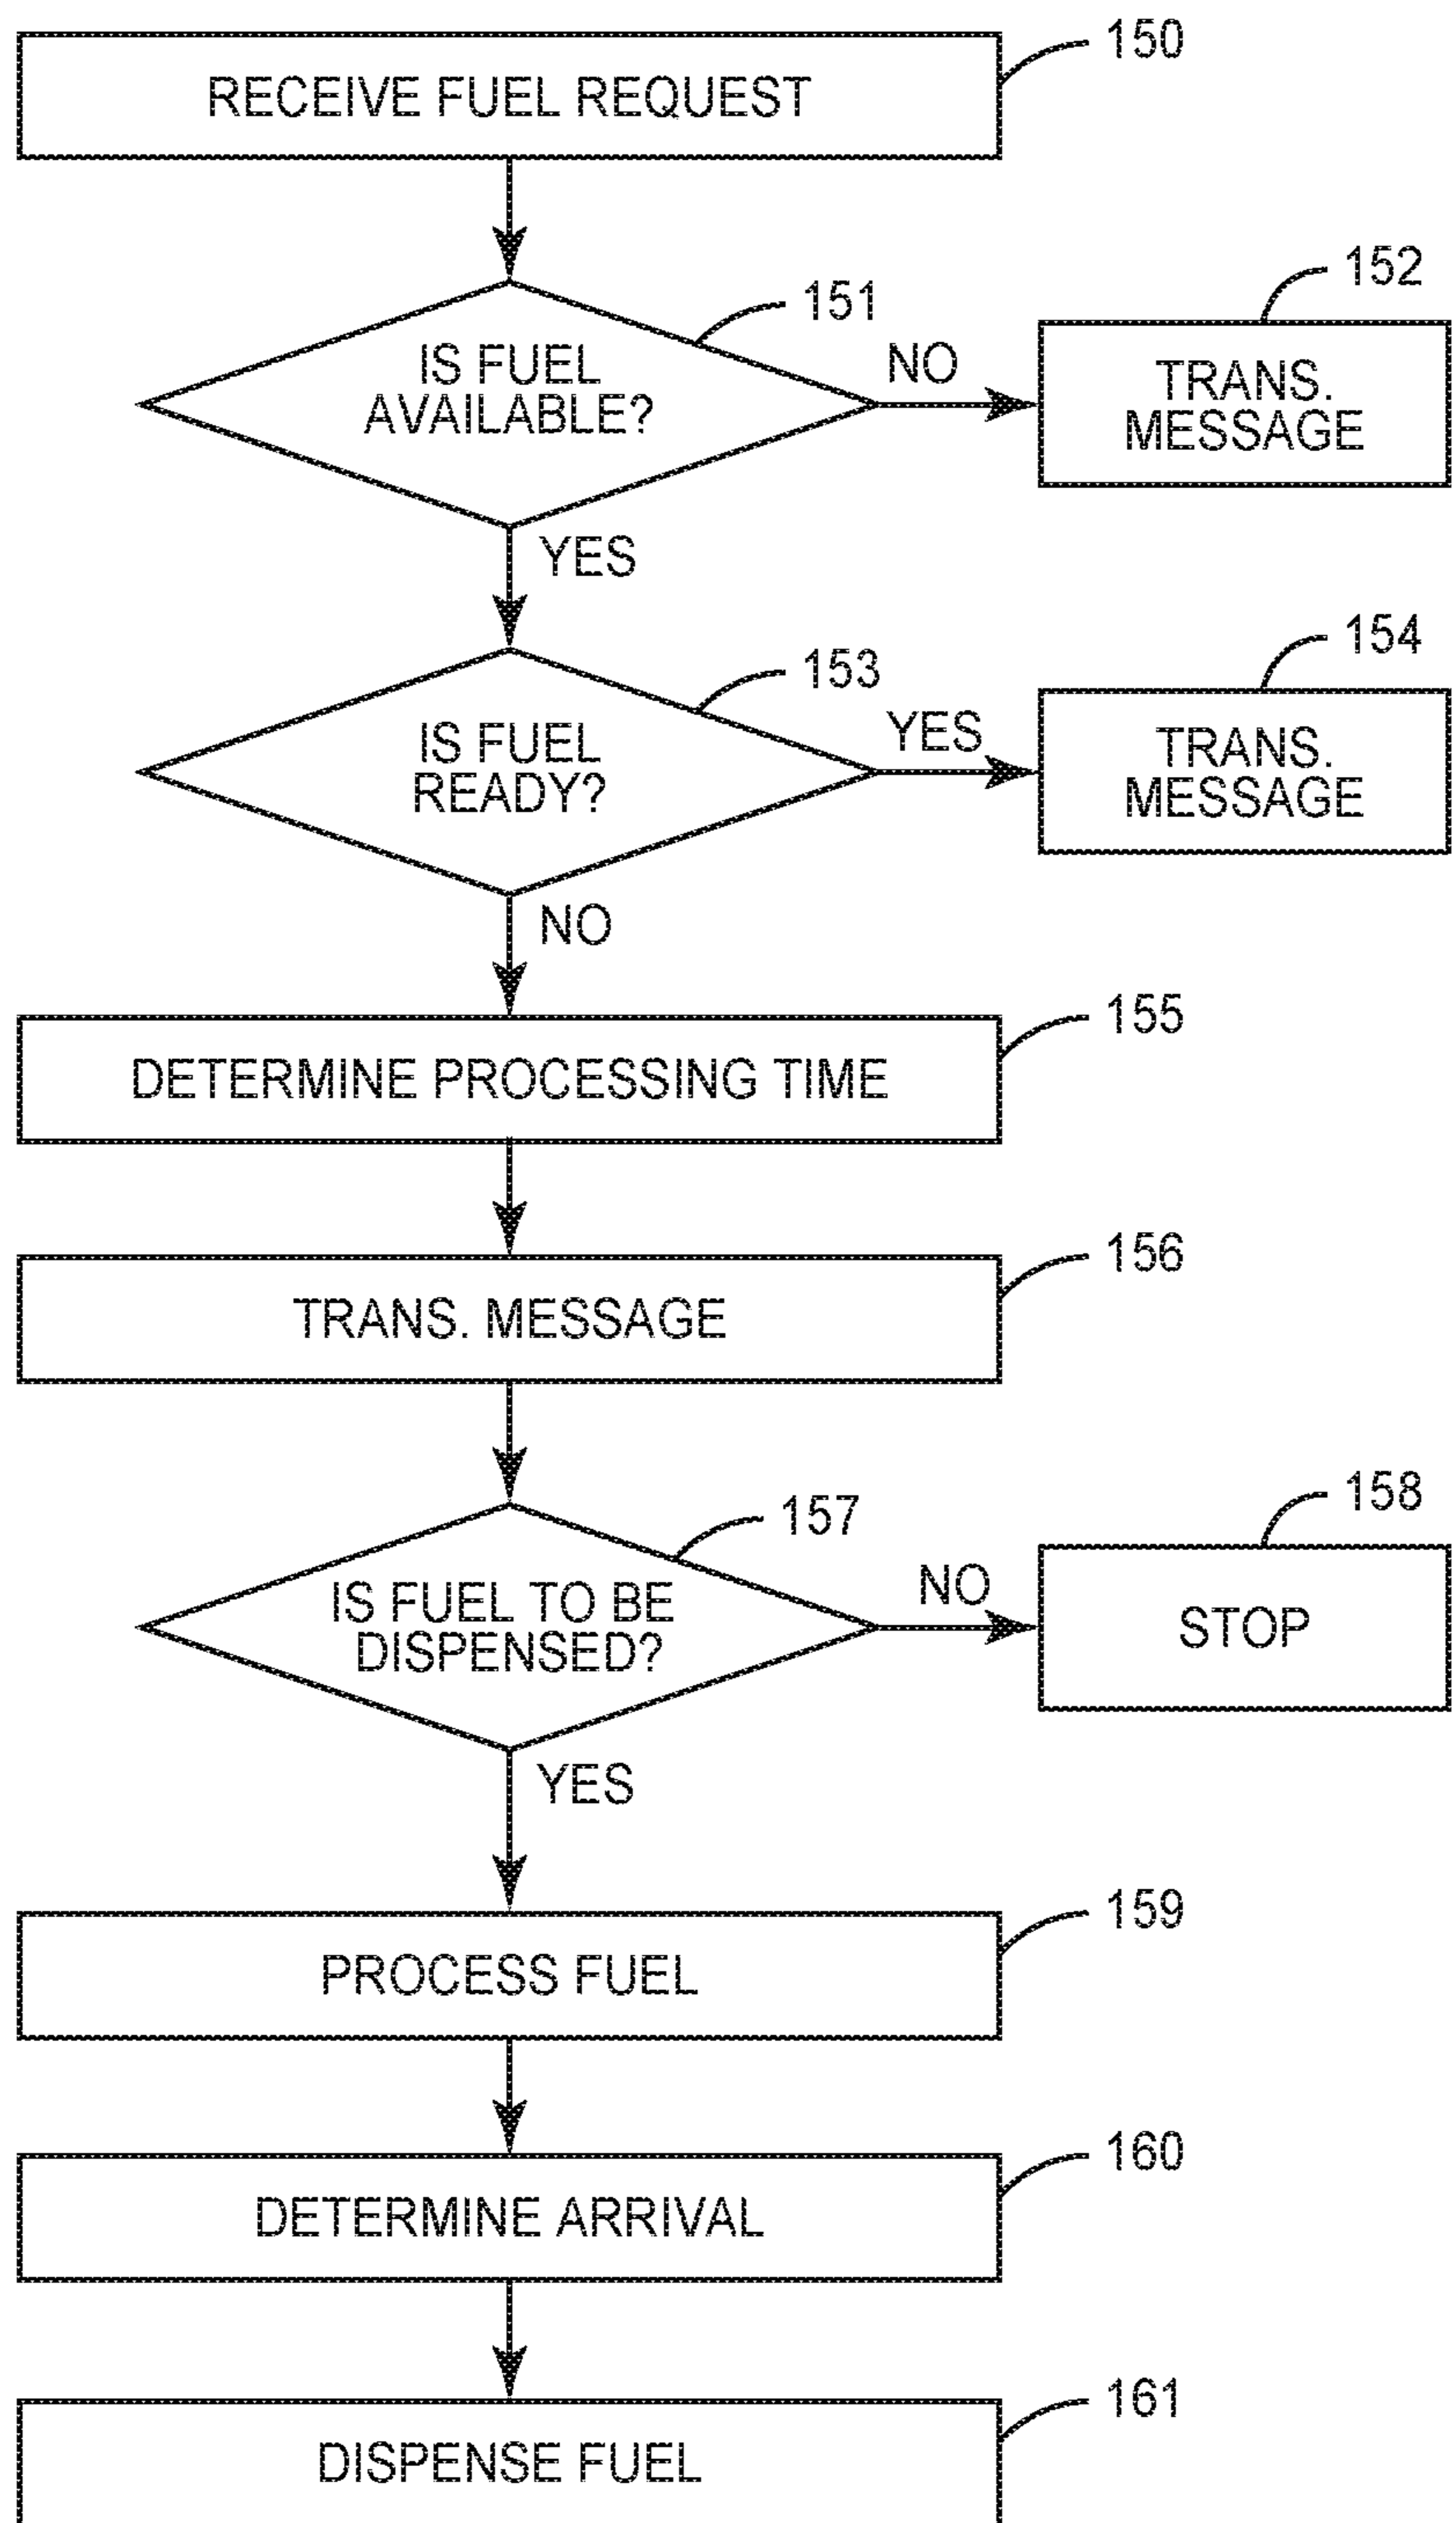 150
RECEIVE FUEL REQUEST
151
152
IS FUEL
AVAILABLE?
NO
TRANS.
MESSAGE
YES
153
154
IS FUEL
READY?
YES
TRANS.
MESSAGE
NO
155
DETERMINE PROCESSING TIME
156
TRANS. MESSAGE
157
158
IS FUEL TO BE
DISPENSED?
NO
STOP
YES
159
PROCESS FUEL
160
DETERMINE ARRIVAL
161
DISPENSE FUEL